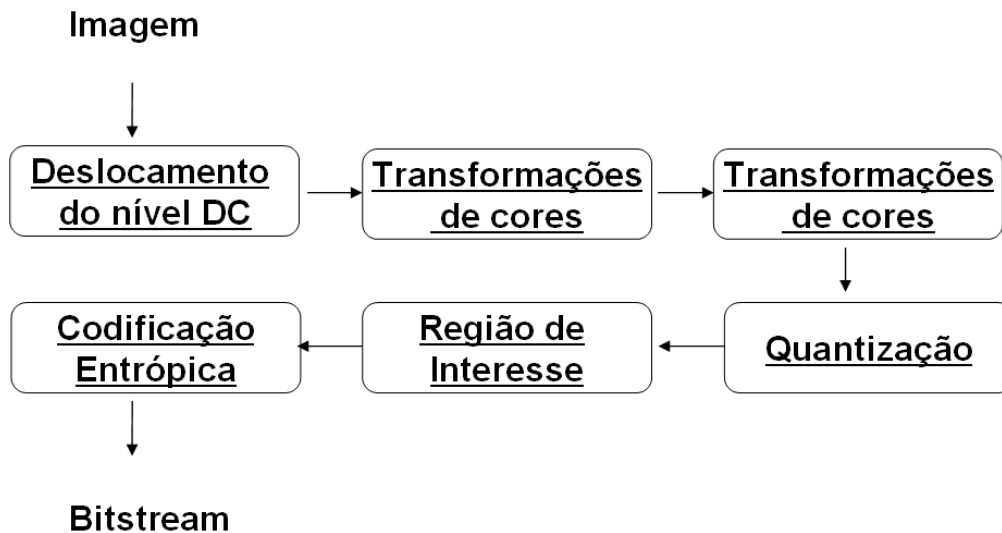 Imagem
Deslocamento
do nível DC
Transformações
de cores
Transformações
de cores
Quantização
Região de
Interesse
Codificação
Entrópica
Bitstream